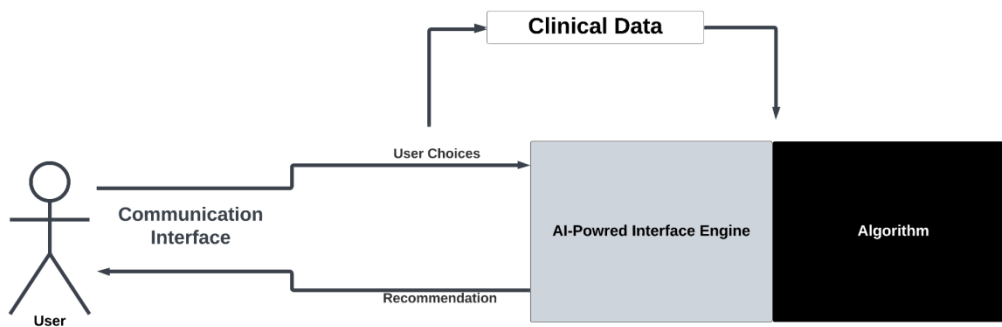 Clinical Data
User Choices
Communication
Interface
AI-Powred Interface Engine
Algorithm
Recommendation
User